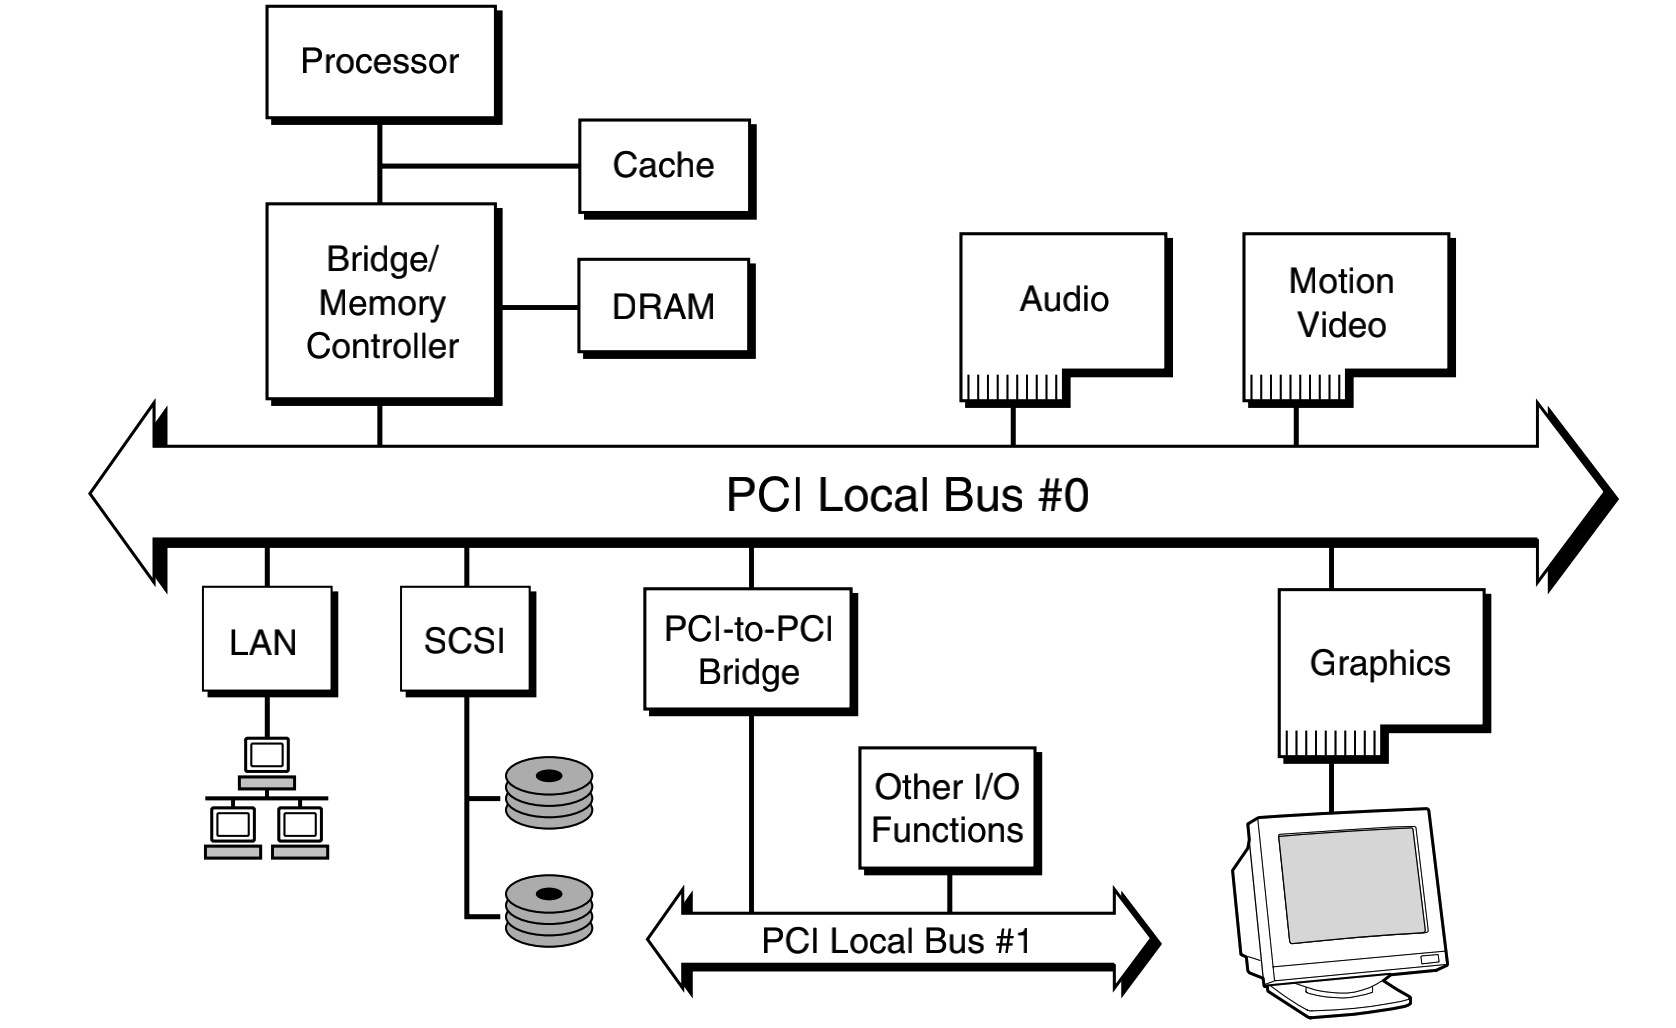 Processor
Cache
Bridge/
Memory
Controller
DRAM
Audio
Motion
Video
PCI Local Bus #0
LAN
SCSI
PCI-to-PCI
Bridge
Graphics
Other I/O
Functions
PCI Local Bus #1